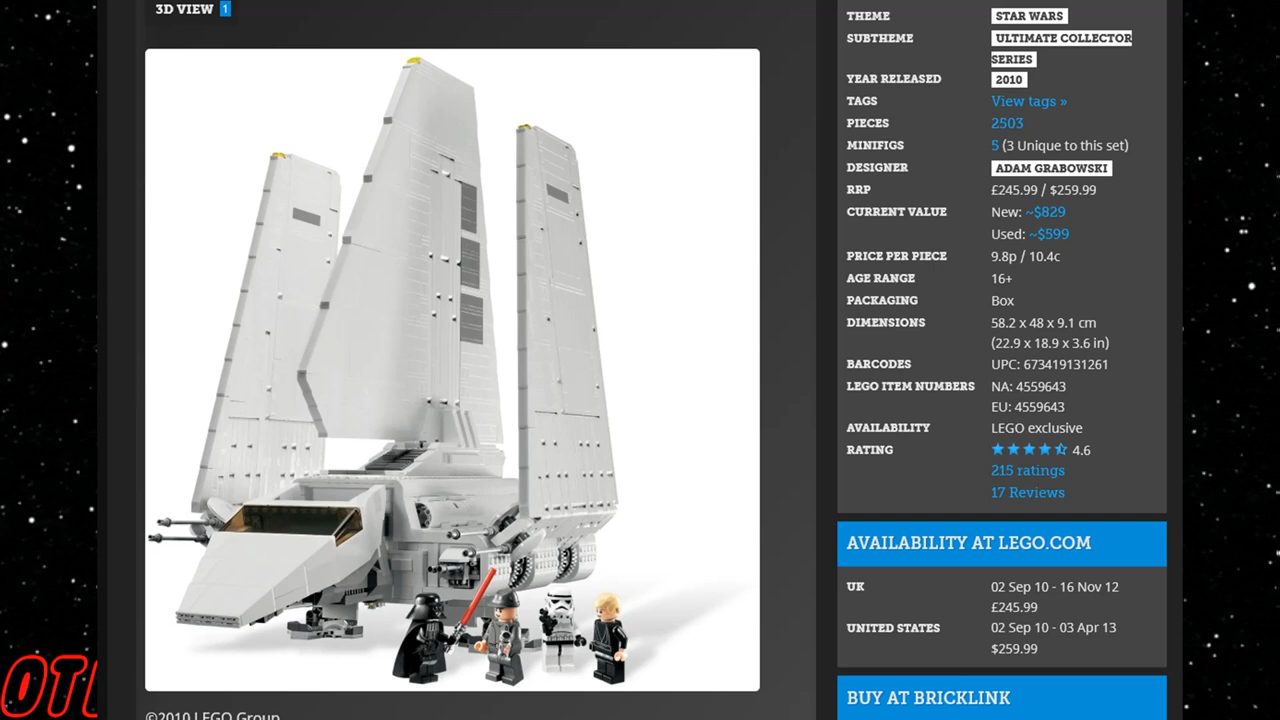 3D VIEW 1
THEME STAR WARS
SUBTHEME ULTIMATE COLLECTOR
SERIES
YEAR RELEASED 2010
TAGS View tags »
PIECES 2503
MINIFIGS 5 (3 Unique to this set)
DESIGNER ADAM GRABOWSKI
RRP £245.99 / $259.99
CURRENT VALUE New: ~$829
Used: ~$599
PRICE PER PIECE 9.8p / 10.4c
AGE RANGE 16+
PACKAGING Box
DIMENSIONS 58.2 x 48 x 9.1 cm
(22.9 x 18.9 x 3.6 in)
BARCODES UPC: 673419131261
LEGO ITEM NUMBERS NA: 4559643
EU: 4559643
AVAILABILITY LEGO exclusive
RATING 4.6
215 ratings
17 Reviews
AVAILABILITY AT LEGO.COM
UK 02 Sep 10 - 16 Nov 12
£245.99
UNITED STATES 02 Sep 10 - 03 Apr 13
$259.99
BUY AT BRICKLINK
©2010 LEGO Group